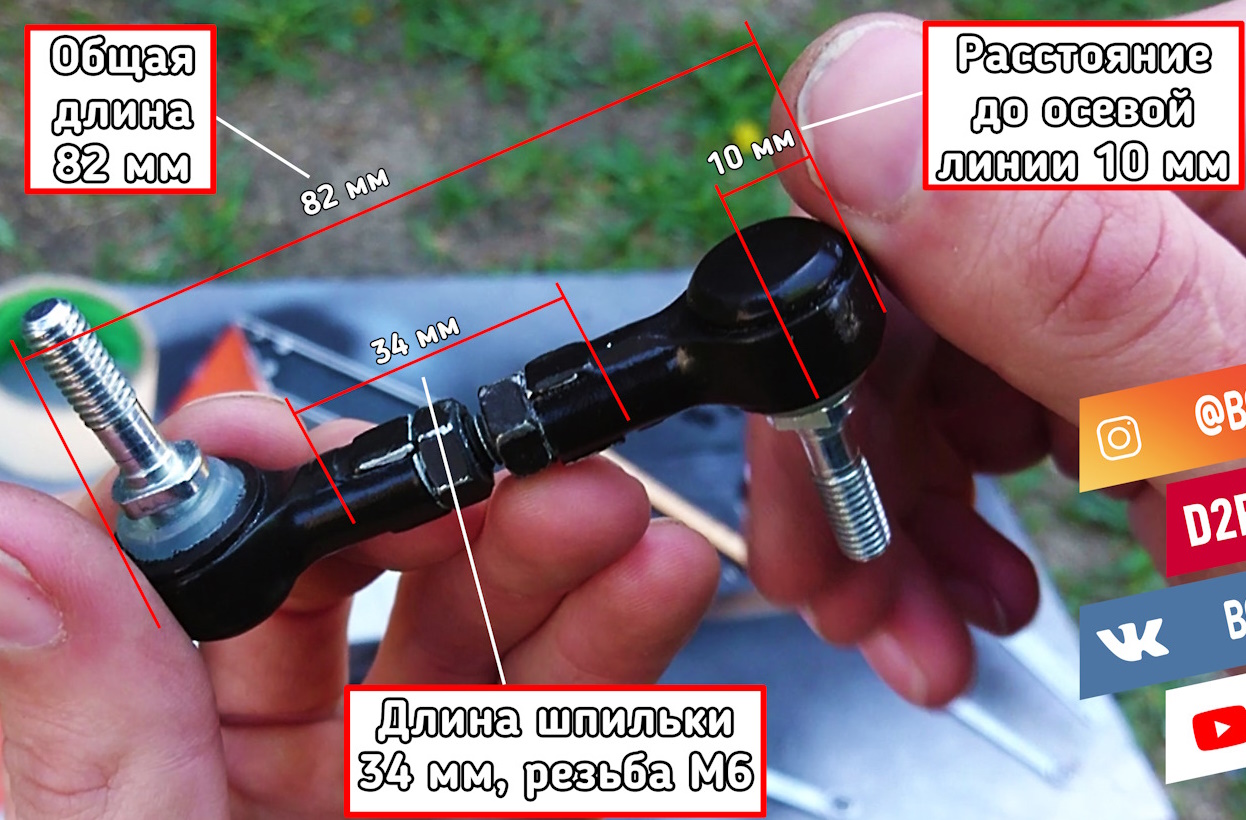 Общая
длина
82 мм
82 мм
10 мм
Расстояние
до осевой
линии 10 мм
34 мм
Длина шпильки
34 мм, резьба М6